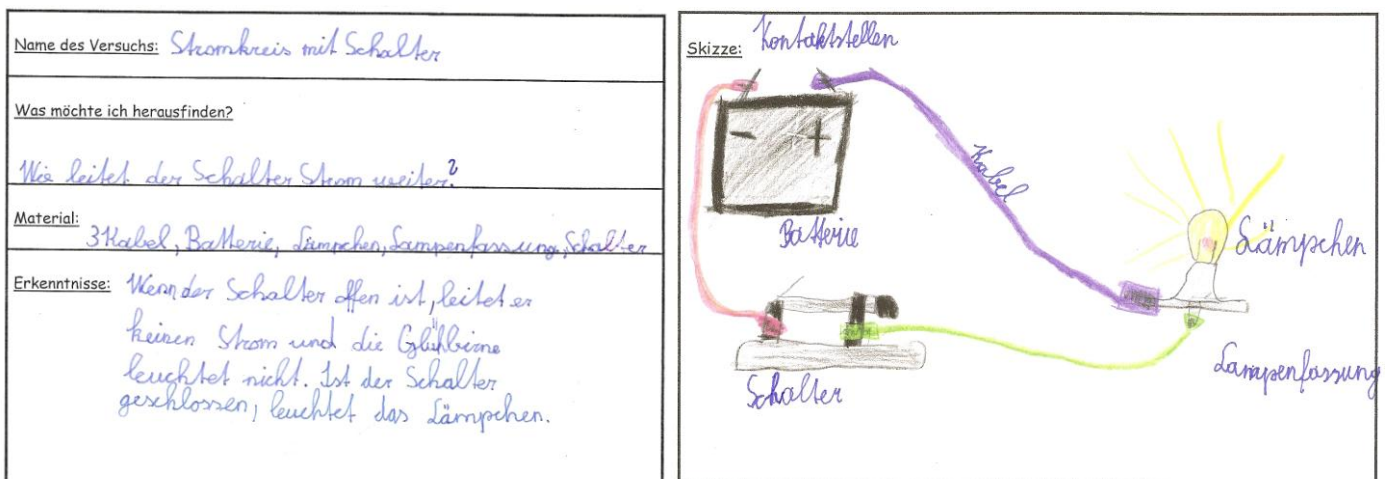 Name des Versuchs: Stromkreis mit Schalter
Was möchte ich herausfinden?
Wie leitet der Schalter Strom weiter?
Material: 3 Kabel, Batterie, Lämpchen, Lampenfassung, Schalter
Erkenntnisse: Wenn der Schalter offen ist, leitet er
keinen Strom und die Glühbirne
leuchtet nicht. Ist der Schalter
geschlossen, leuchtet das Lämpchen.
Skizze: Kontaktstellen
- +
Kabel
Batterie
Lämpchen
Lampenfassung
Schalter